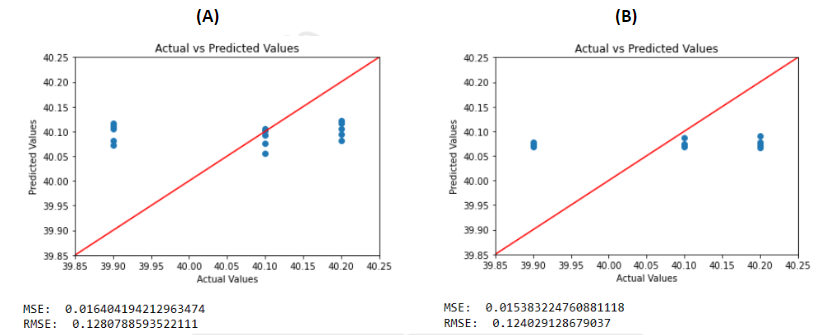 (A)
Actual vs Predicted Values
Predicted Values
40.25
40.20
40.15
40.10
40.05
40.00
39.95
39.90
39.85
39.85 39.90 39.95 40.00 40.05 40.10 40.15 40.20 40.25
Actual Values
MSE: 0.016404194212963474
RMSE: 0.1280788593522111
(B)
Actual vs Predicted Values
Predicted Values
40.25
40.20
40.15
40.10
40.05
40.00
39.95
39.90
39.85
39.85 39.90 39.95 40.00 40.05 40.10 40.15 40.20 40.25
Actual Values
MSE: 0.015383224760881118
RMSE: 0.124029128679037